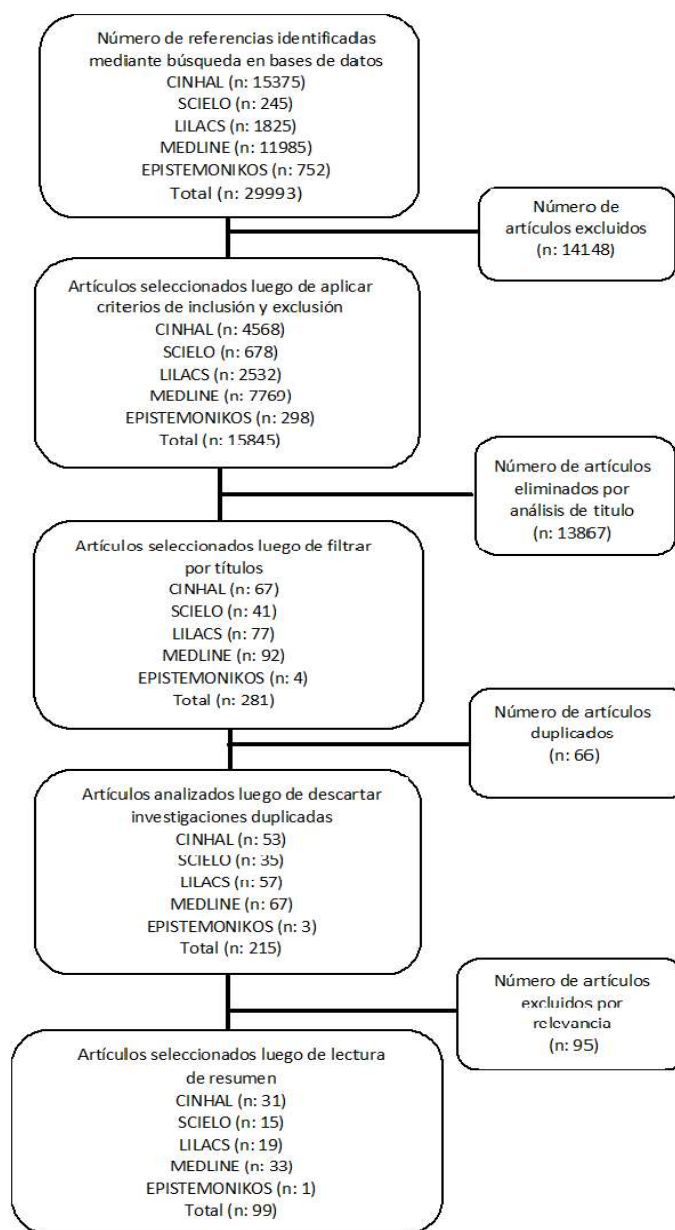 Número de referencias identificadas
mediante búsqueda en bases de datos
CINHAL (n: 15375)
SCIELO (n: 245)
LILACS (n: 1825)
MEDLINE (n: 11985)
EPISTEMONIKOS (n: 752)
Total (n: 29993)
Número de
artículos excluidos
(n: 14148)
Artículos seleccionados luego de aplicar
criterios de inclusión y exclusión
CINHAL (n: 4568)
SCIELO (n: 678)
LILACS (n: 2532)
MEDLINE (n: 7769)
EPISTEMONIKOS (n: 298)
Total (n: 15845)
Número de artículos
eliminados por
análisis de titulo
(n: 13867)
Artículos seleccionados luego de filtrar
por títulos
CINHAL (n: 67)
SCIELO (n: 41)
LILACS (n: 77)
MEDLINE (n: 92)
EPISTEMONIKOS (n: 4)
Total (n: 281)
Número de artículos
duplicados
(n: 66)
Artículos analizados luego de descartar
investigaciones duplicadas
CINHAL (n: 53)
SCIELO (n: 35)
LILACS (n: 57)
MEDLINE (n: 67)
EPISTEMONIKOS (n: 3)
Total (n: 215)
Número de artículos
excluidos por
relevancia
(n: 95)
Artículos seleccionados luego de lectura
de resumen
CINHAL (n: 31)
SCIELO (n: 15)
LILACS (n: 19)
MEDLINE (n: 33)
EPISTEMONIKOS (n: 1)
Total (n: 99)